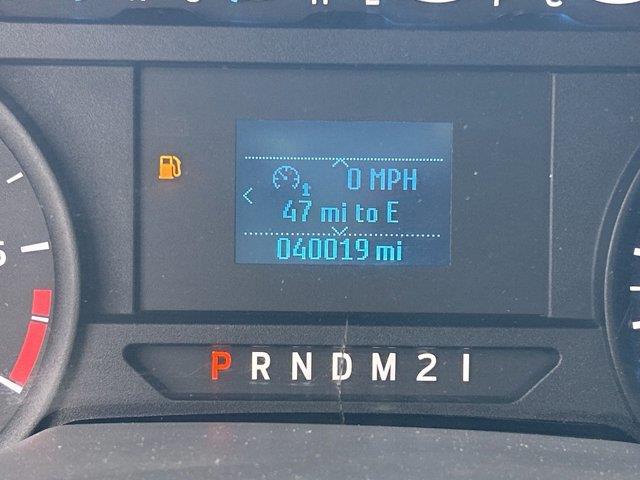 0 MPH
47 mi to E
040019 mi
P R N D M 2 1